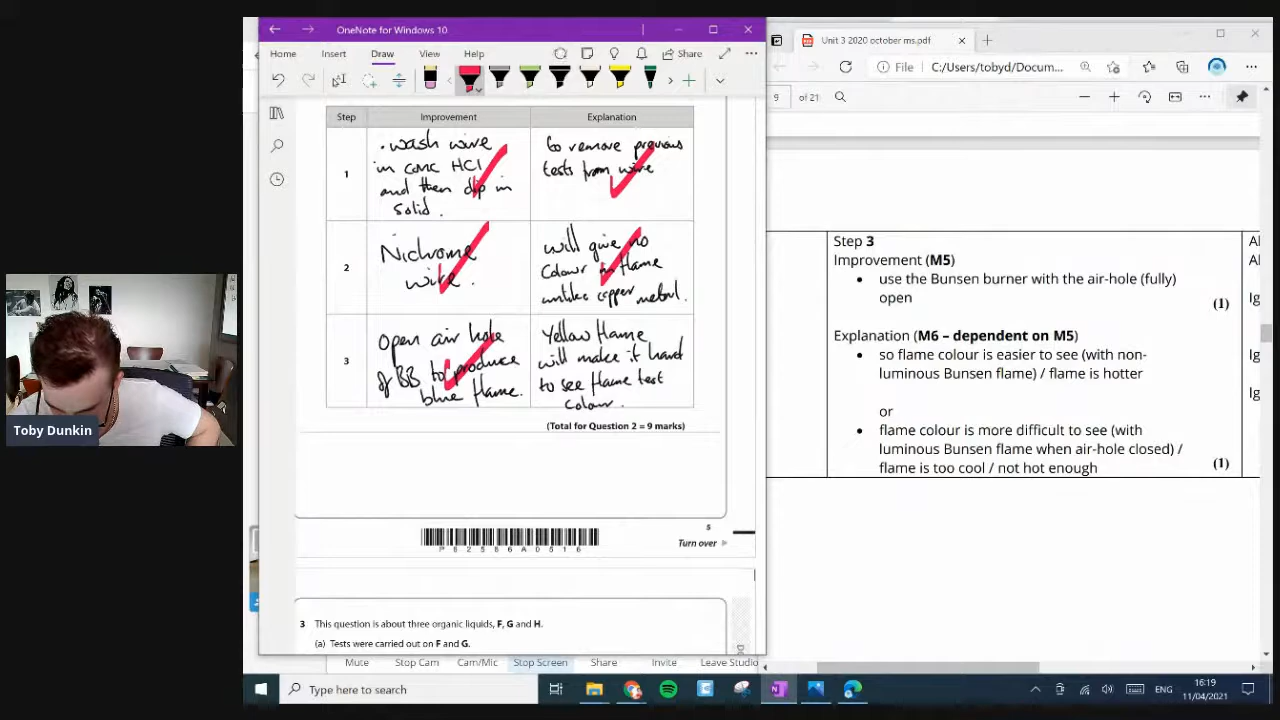 OneNote for Windows 10
Home Insert Draw View Help Share
Step Improvement Explanation
1
. wash wire
in conc HCl
and then dip in
solid.
to remove previous
tests from wire
2
Nichrome
wire.
will give no
colour in flame
unlike copper metal.
3
Open air hole
of BB to produce
blue flame.
Yellow flame
will make it hard
to see flame test
colour.
(Total for Question 2 = 9 marks)
5
P62586A0516
Turn over
3 This question is about three organic liquids, F, G and H.
(a) Tests were carried out on F and G.
Mute Stop Cam Cam/Mic Stop Screen Share Invite Leave Studio
Unit 3 2020 october ms.pdf
File C:/Users/tobyd/Docum...
9 of 21
Step 3
Improvement (M5)
• use the Bunsen burner with the air-hole (fully)
open
(1)
Explanation (M6 – dependent on M5)
• so flame colour is easier to see (with non-
luminous Bunsen flame) / flame is hotter
or
• flame colour is more difficult to see (with
luminous Bunsen flame when air-hole closed) /
flame is too cool / not hot enough
(1)
Toby Dunkin
Type here to search
ENG
16:19
11/04/2021